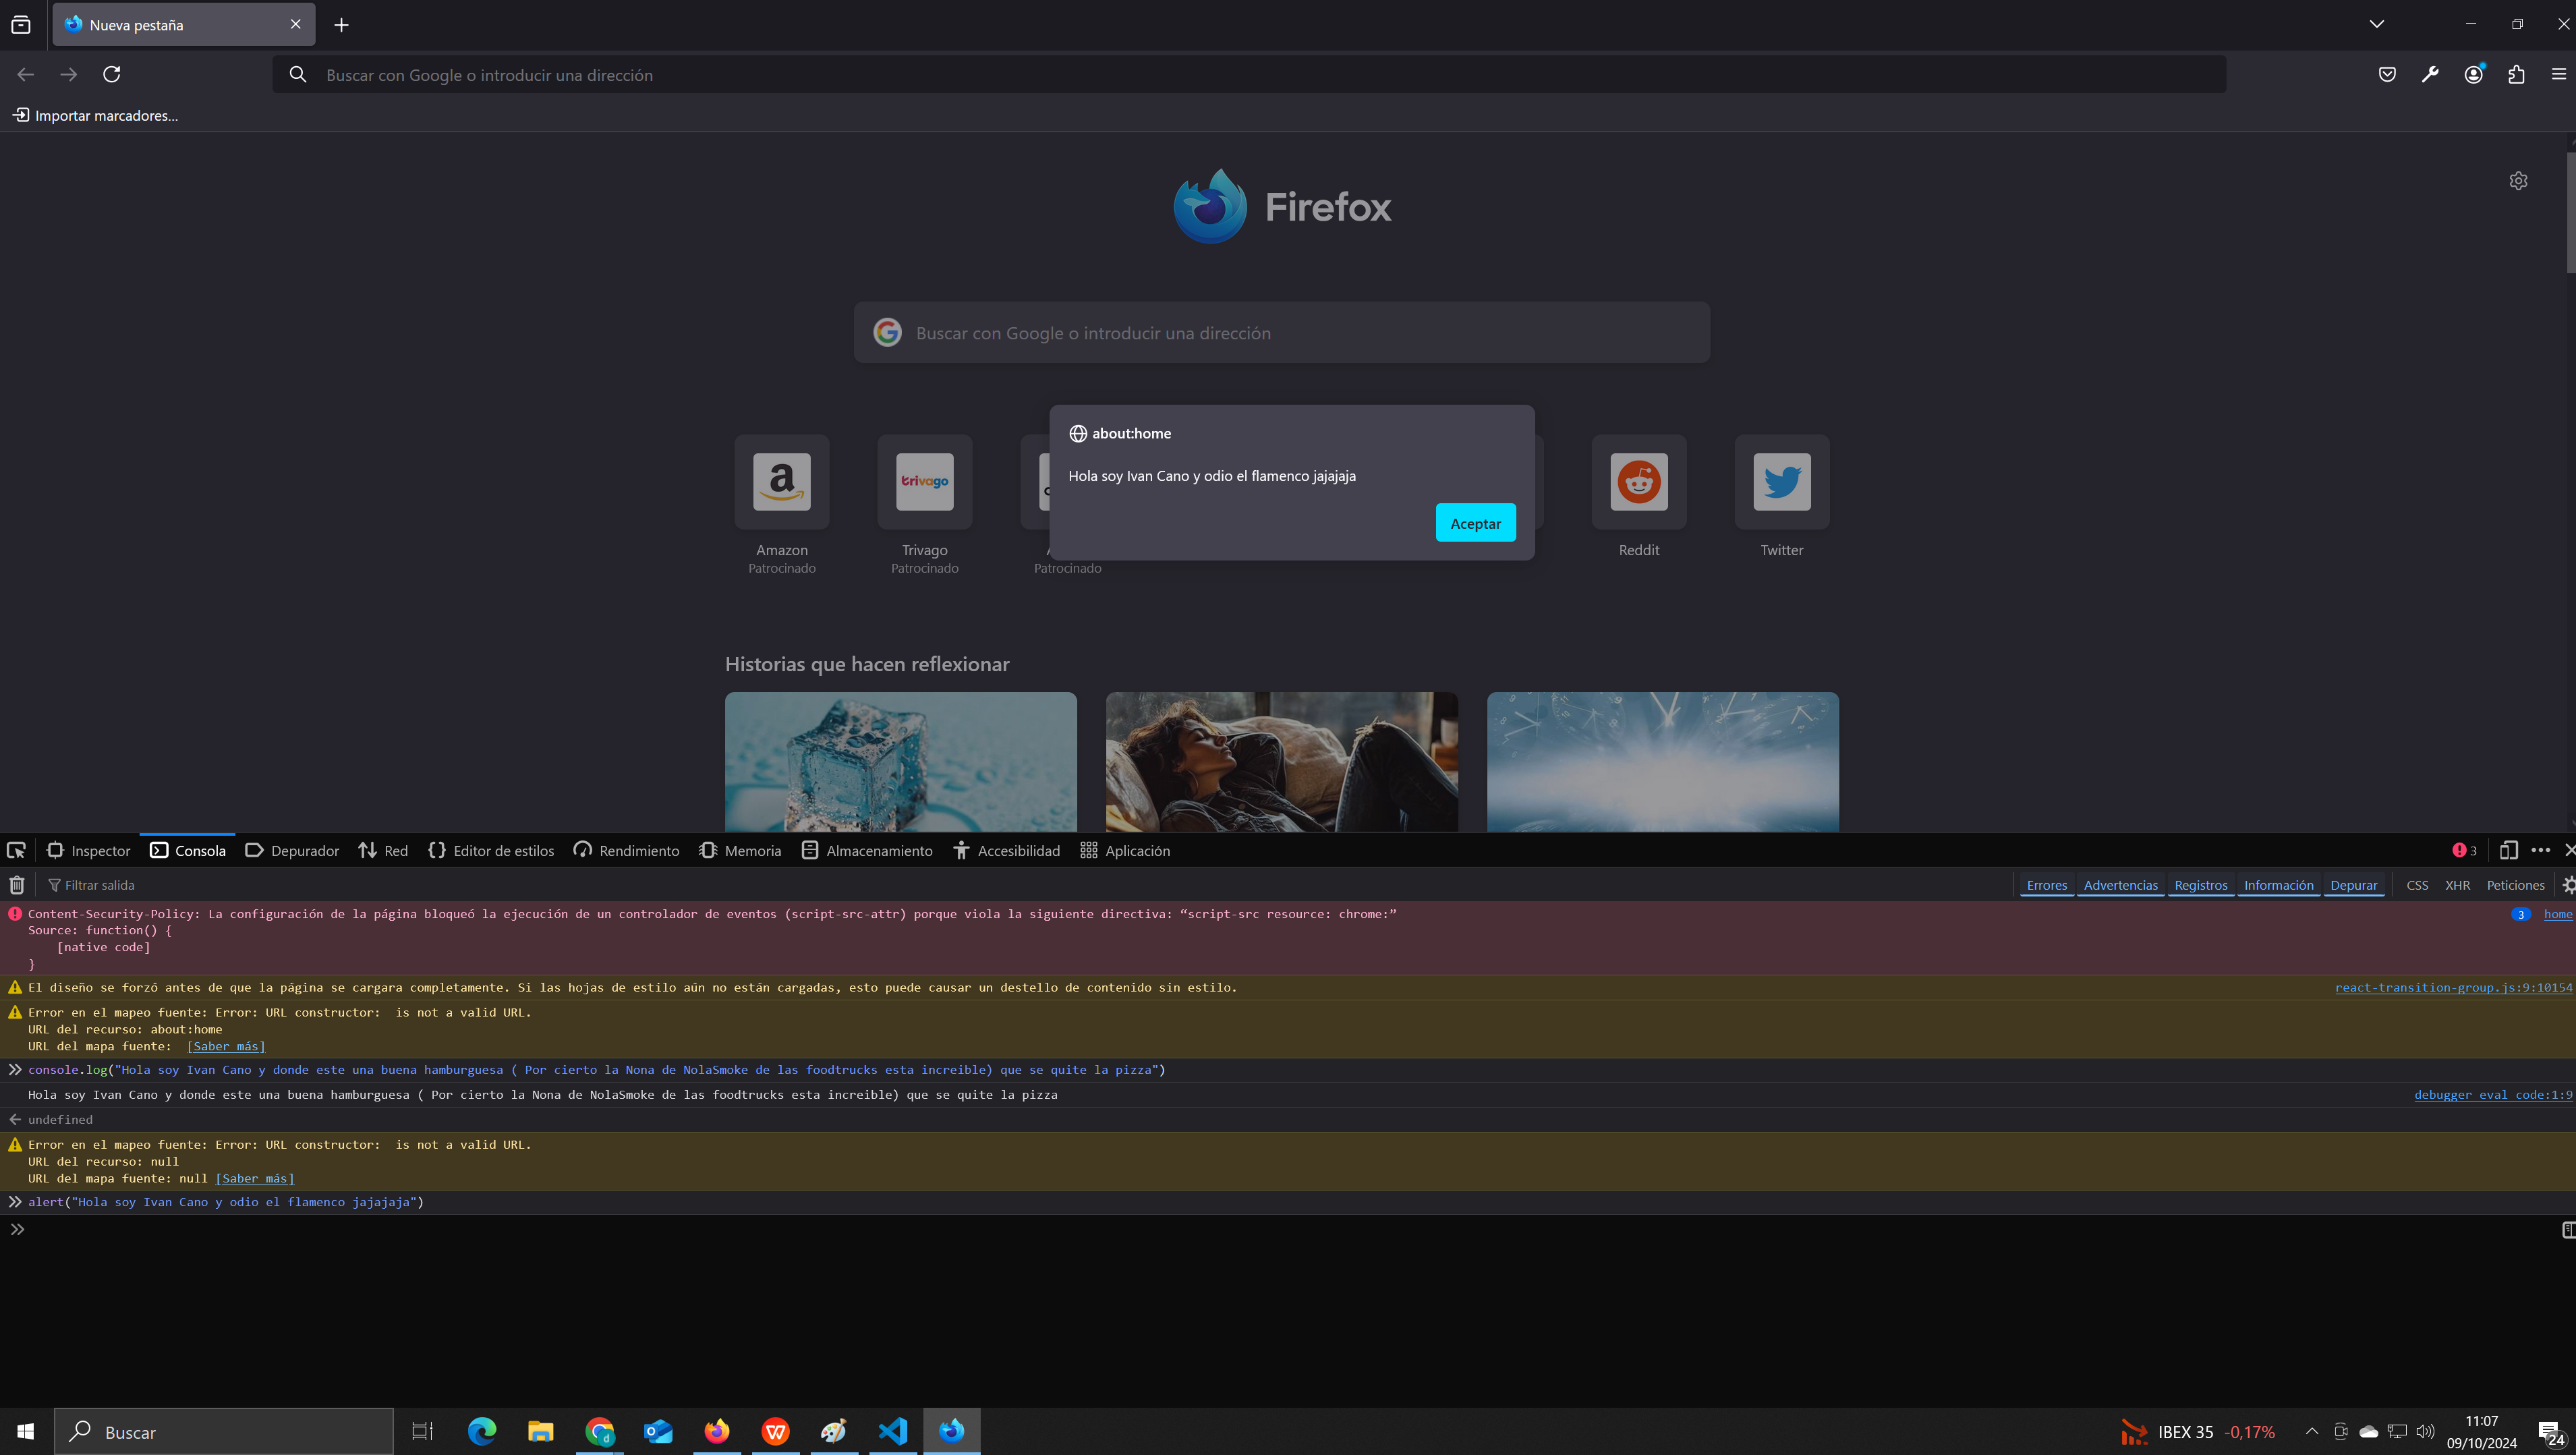 Nueva pestaña
Buscar con Google o introducir una dirección
Importar marcadores...
Firefox
Buscar con Google o introducir una dirección
about:home
Hola soy Ivan Cano y odio el flamenco jajajaja
Aceptar
a
trivago
Amazon
Patrocinado
Trivago
Patrocinado
Patrocinado
Reddit
Twitter
Historias que hacen reflexionar
Inspector Consola Depurador Red Editor de estilos Rendimiento Memoria Almacenamiento Accesibilidad Aplicación 3
Filtrar salida Errores Advertencias Registros Información Depurar CSS XHR Peticiones
Content-Security-Policy: La configuración de la página bloqueó la ejecución de un controlador de eventos (script-src-attr) porque viola la siguiente directiva: “script-src resource: chrome:” 3 home
Source: function() {
[native code]
}
El diseño se forzó antes de que la página se cargara completamente. Si las hojas de estilo aún no están cargadas, esto puede causar un destello de contenido sin estilo. react-transition-group.js:9:10154
Error en el mapeo fuente: Error: URL constructor:  is not a valid URL.
URL del recurso: about:home
URL del mapa fuente:  [Saber más]
console.log("Hola soy Ivan Cano y donde este una buena hamburguesa ( Por cierto la Nona de NolaSmoke de las foodtrucks esta increible) que se quite la pizza")
Hola soy Ivan Cano y donde este una buena hamburguesa ( Por cierto la Nona de NolaSmoke de las foodtrucks esta increible) que se quite la pizza debugger eval code:1:9
undefined
Error en el mapeo fuente: Error: URL constructor:  is not a valid URL.
URL del recurso: null
URL del mapa fuente: null [Saber más]
alert("Hola soy Ivan Cano y odio el flamenco jajajaja")
Buscar
IBEX 35 -0,17%
11:07
09/10/2024
24